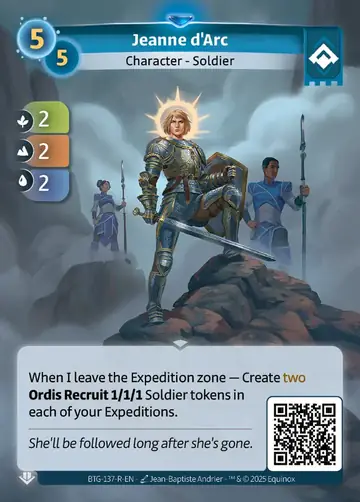 5
Jeanne d'Arc
5
Character - Soldier
2
2
2
When I leave the Expedition zone — Create two
Ordis Recruit 1/1/1 Soldier tokens in
each of your Expeditions.
She'll be followed long after she's gone.
BTG-137-R-EN - Jean-Baptiste Andrier - ™ & © 2025 Equinox